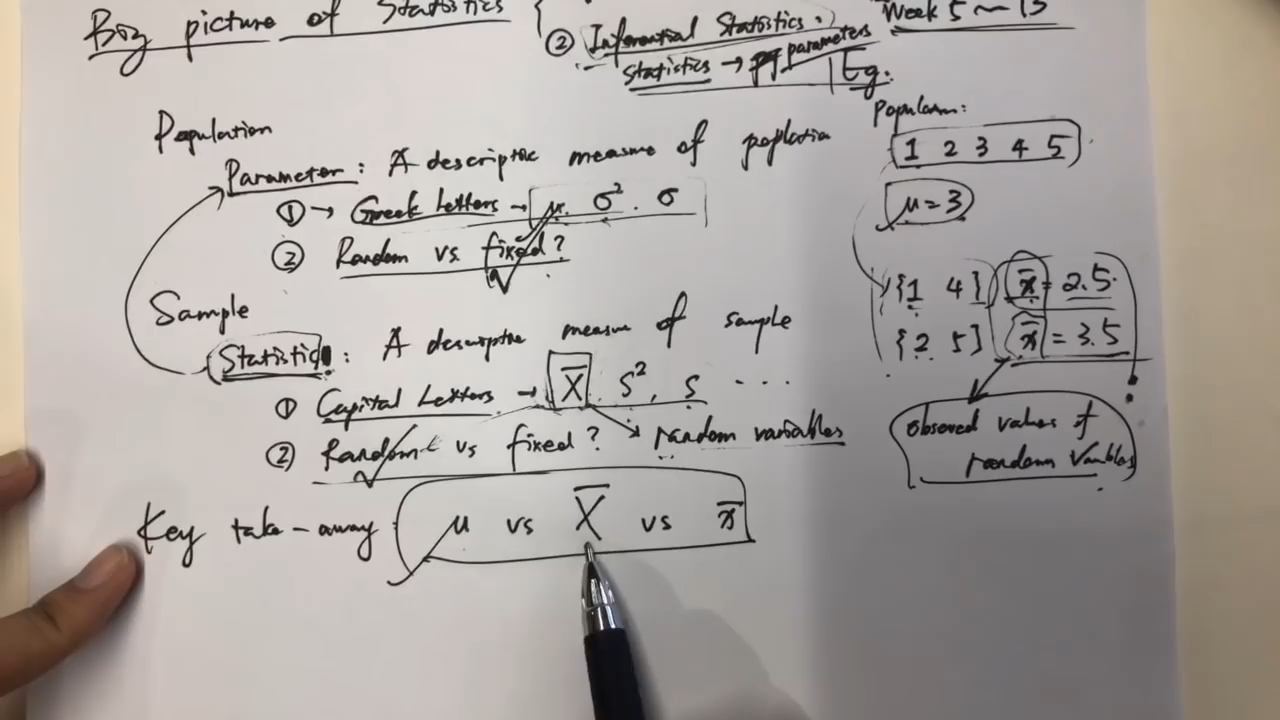 Big picture of Statistics
② Inferential Statistics.
Statistics → parameters
Week 5 ~ 13
Eg.
Population
Parameter: A descriptive measure of popilation
① → Greek Letters → μ. σ². σ
② Random vs fixed?
Sample
Statistic: A descriptive measure of sample
① Capital Letters → X̅. S², S ....
② Random vs fixed? random variables
Key take-away: μ vs X̅ vs x̅
Population:
1 2 3 4 5
μ = 3
{1 4} x̅ = 2.5
{2 5} x̅ = 3.5
observed values of
random variables